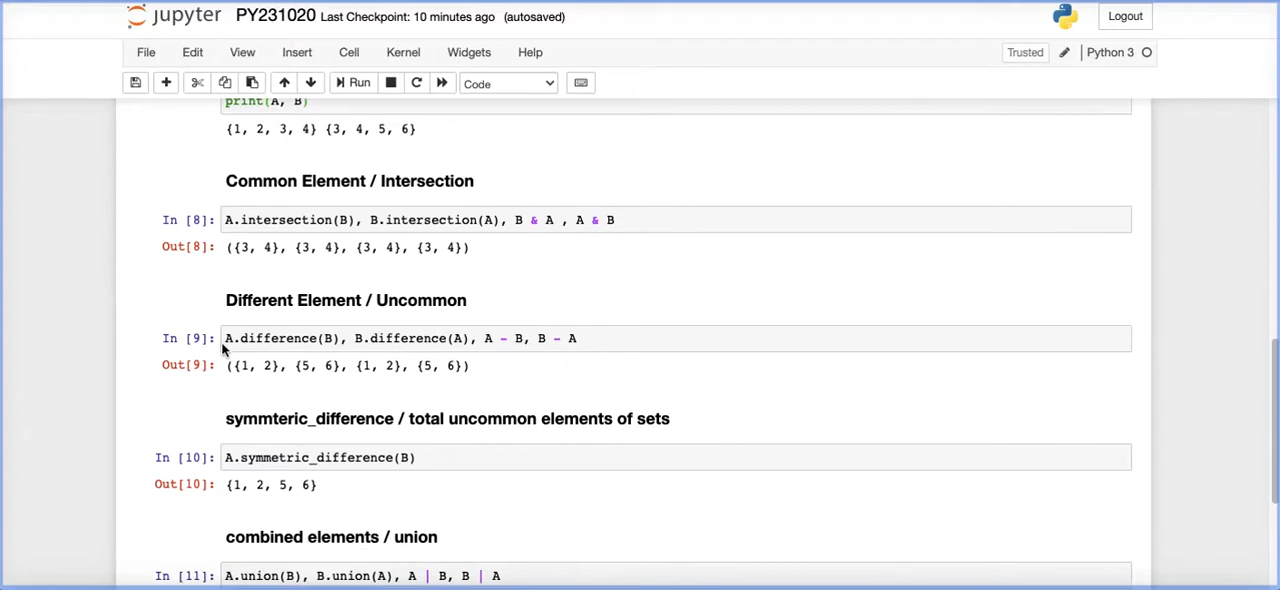 jupyter PY231020 Last Checkpoint: 10 minutes ago (autosaved) Logout
File Edit View Insert Cell Kernel Widgets Help Trusted Python 3
Run Code
print(A, B)
{1, 2, 3, 4} {3, 4, 5, 6}
Common Element / Intersection
In [8]: A.intersection(B), B.intersection(A), B & A , A & B
Out[8]: ({3, 4}, {3, 4}, {3, 4}, {3, 4})
Different Element / Uncommon
In [9]: A.difference(B), B.difference(A), A - B, B - A
Out[9]: ({1, 2}, {5, 6}, {1, 2}, {5, 6})
symmteric_difference / total uncommon elements of sets
In [10]: A.symmetric_difference(B)
Out[10]: {1, 2, 5, 6}
combined elements / union
In [11]: A.union(B), B.union(A), A | B, B | A